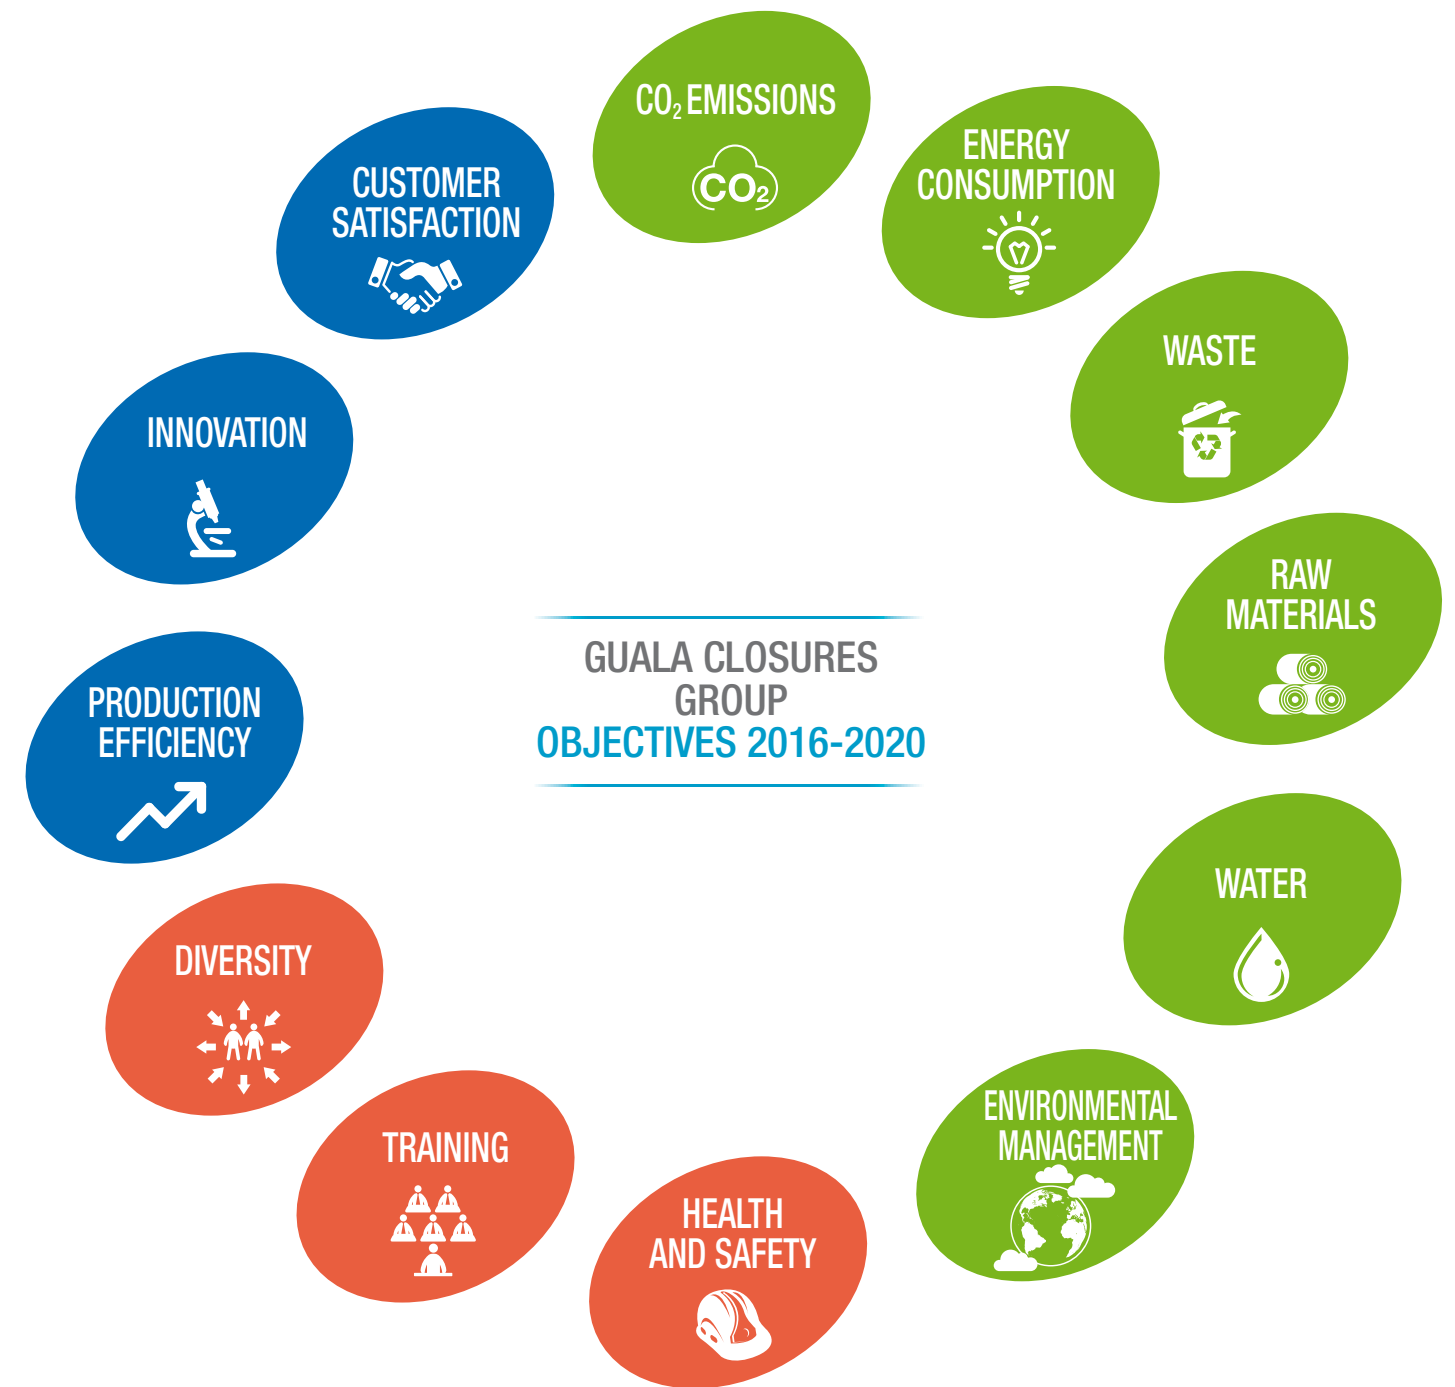 CO₂ EMISSIONS
CO₂
ENERGY
CONSUMPTION
WASTE
RAW
MATERIALS
WATER
ENVIRONMENTAL
MANAGEMENT
HEALTH
AND SAFETY
TRAINING
DIVERSITY
PRODUCTION
EFFICIENCY
INNOVATION
CUSTOMER
SATISFACTION
GUALA CLOSURES
GROUP
OBJECTIVES 2016-2020